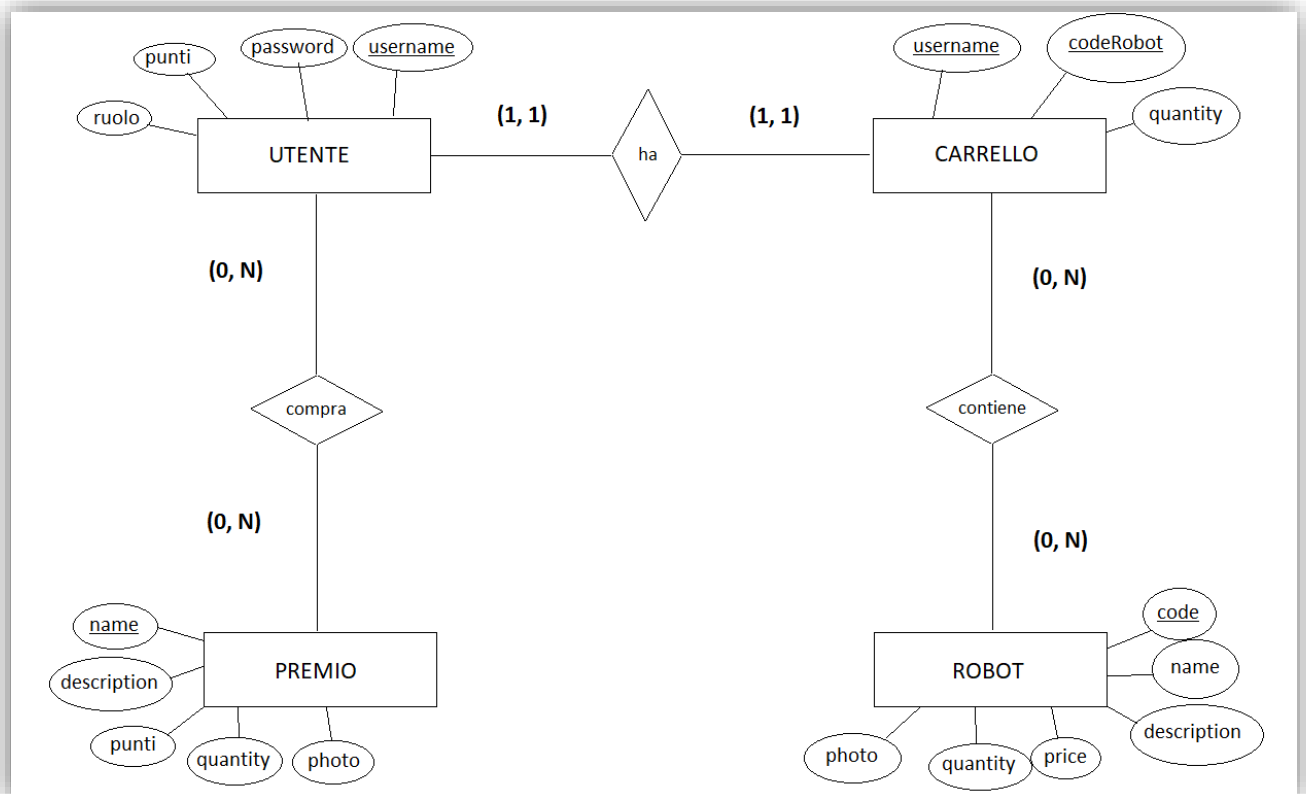 punti
password
username
ruolo
UTENTE
(1, 1)
ha
(1, 1)
username
codeRobot
quantity
CARRELLO
(0, N)
(0, N)
compra
contiene
(0, N)
(0, N)
name
description
punti
quantity
photo
PREMIO
ROBOT
code
name
description
photo
quantity
price